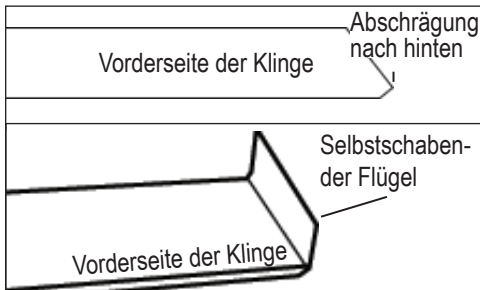 Abschrägung
nach hinten
Vorderseite der Klinge
Selbstschaben-
der Flügel
Vorderseite der Klinge